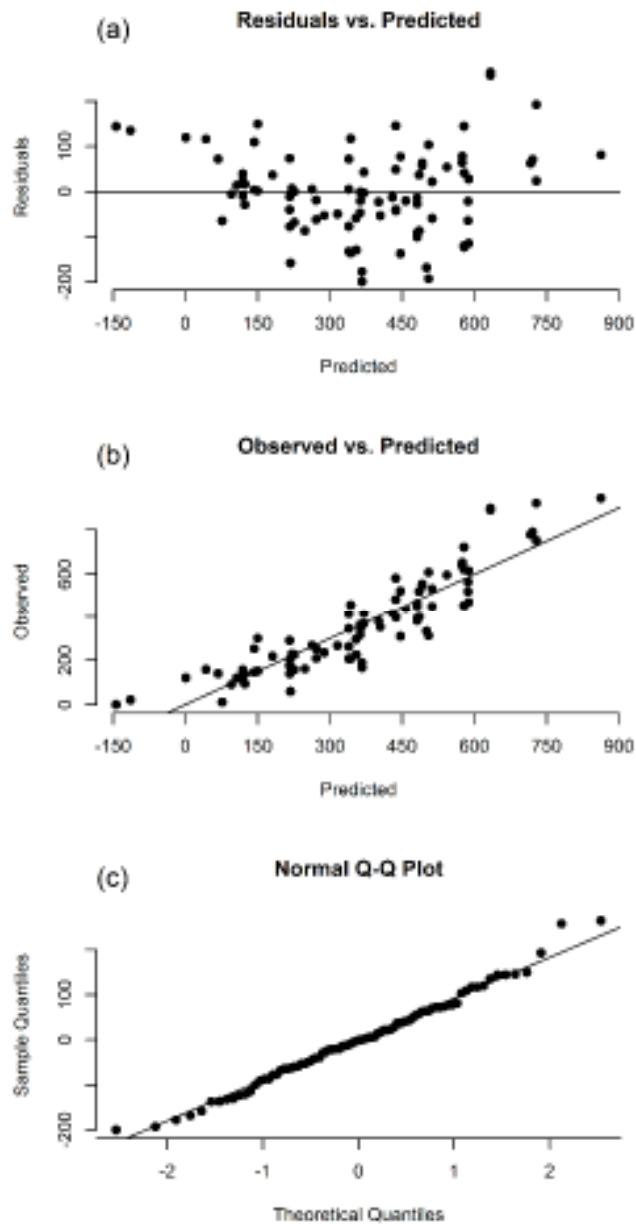 (a)
Residuals vs. Predicted
Residuals
100
0
-200
-150 0 150 300 450 600 750 900
Predicted
(b)
Observed vs. Predicted
Observed
600
200
0
-150 0 150 300 450 600 750 900
Predicted
(c)
Normal Q-Q Plot
Sample Quantiles
100
0
-200
-2 -1 0 1 2
Theoretical Quantiles